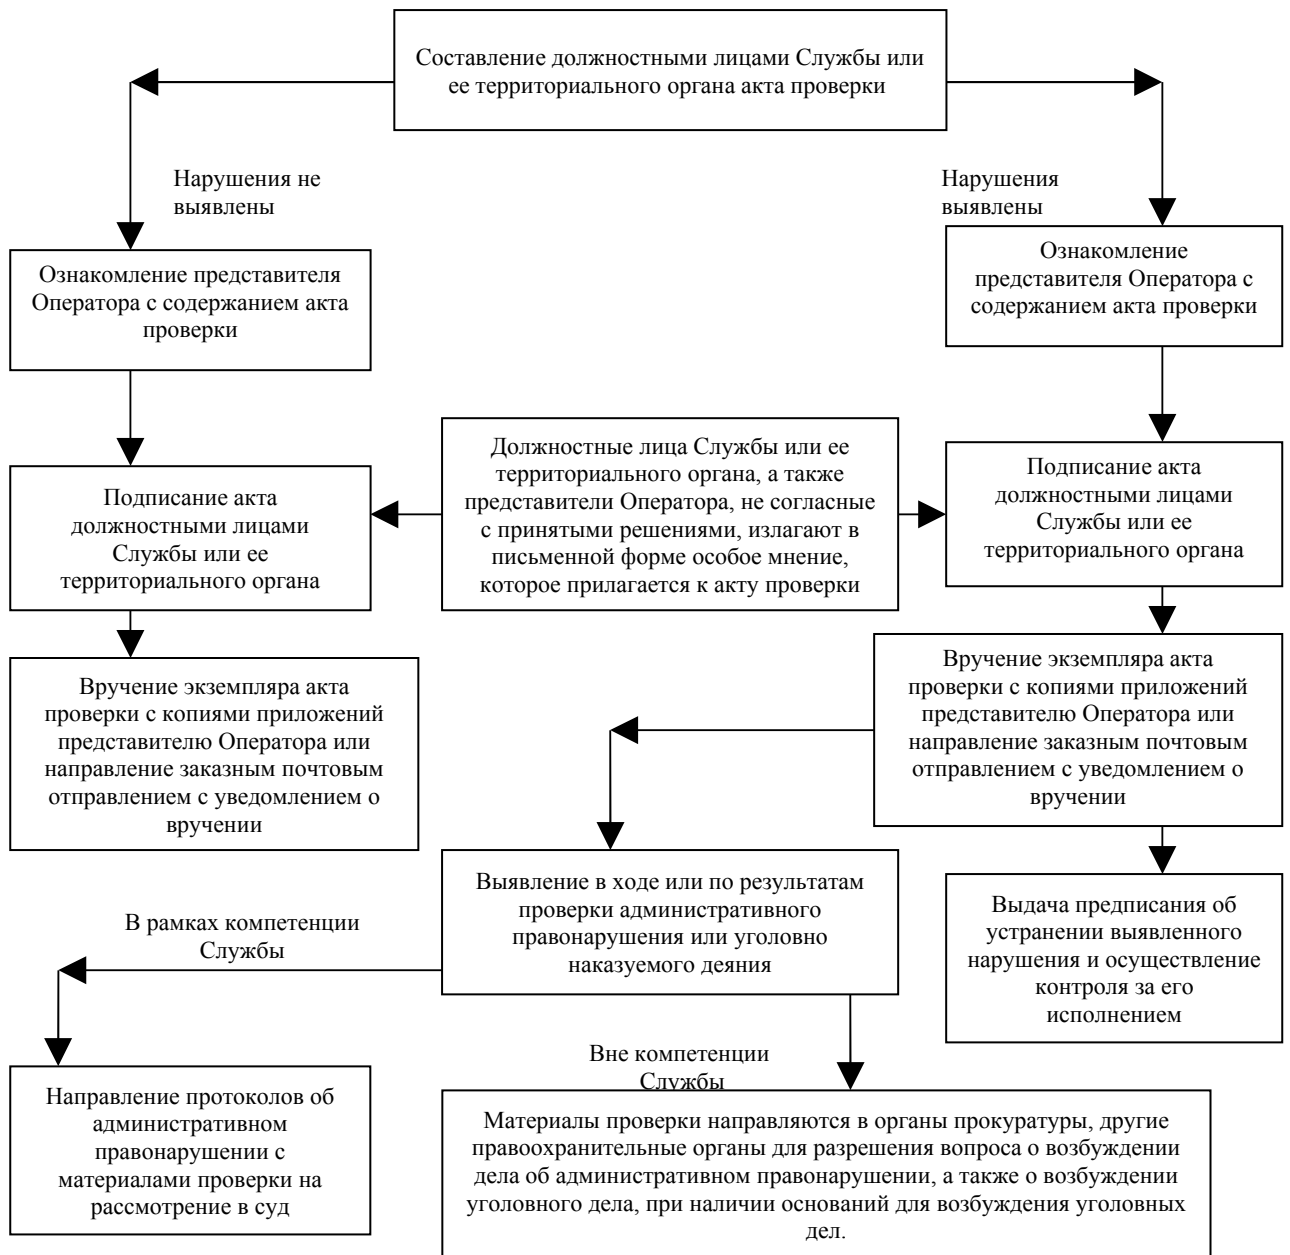 Составление должностными лицами Службы или
ее территориального органа акта проверки
Нарушения не
выявлены
Нарушения
выявлены
Ознакомление представителя
Оператора с содержанием акта
проверки
Ознакомление
представителя Оператора с
содержанием акта проверки
Подписание акта
должностными лицами
Службы или ее
территориального органа
Должностные лица Службы или ее
территориального органа, а также
представители Оператора, не согласные
с принятыми решениями, излагают в
письменной форме особое мнение,
которое прилагается к акту проверки
Подписание акта
должностными лицами
Службы или ее
территориального органа
Вручение экземпляра акта
проверки с копиями приложений
представителю Оператора или
направление заказным почтовым
отправлением с уведомлением о
вручении
Вручение экземпляра акта
проверки с копиями приложений
представителю Оператора или
направление заказным почтовым
отправлением с уведомлением о
вручении
Выявление в ходе или по результатам
проверки административного
правонарушения или уголовно
наказуемого деяния
Выдача предписания об
устранении выявленного
нарушения и осуществление
контроля за его
исполнением
В рамках компетенции
Службы
Вне компетенции
Службы
Направление протоколов об
административном
правонарушении с
материалами проверки на
рассмотрение в суд
Материалы проверки направляются в органы прокуратуры, другие
правоохранительные органы для разрешения вопроса о возбуждении
дела об административном правонарушении, а также о возбуждении
уголовного дела, при наличии оснований для возбуждения уголовных
дел.